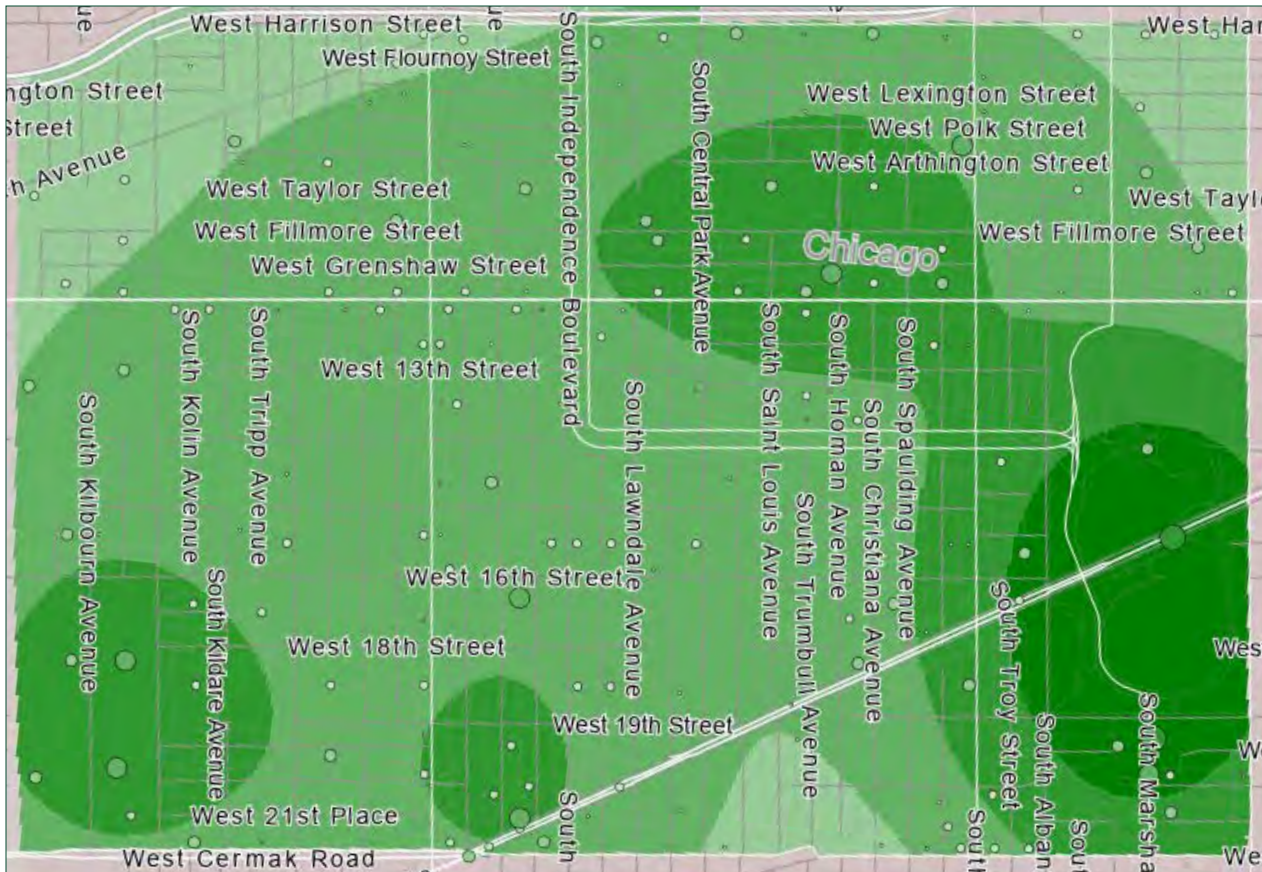 West Harrison Street
West Har
West Flournoy Street
ngton Street
Street
h Avenue
South Independence Boulevard
South Central Park Avenue
West Lexington Street
West Polk Street
West Arthington Street
West Taylor Street
West Taylo
West Fillmore Street
West Fillmore Street
Chicago
West Grenshaw Street
South Kolin Avenue
South Tripp Avenue
West 13th Street
South Kilbourn Avenue
South Lawndale Avenue
South Saint Louis Avenue
South Homan Avenue
South Christiana Avenue
South Spaulding Avenue
South Trumbull Avenue
West 16th Street
South Kildare Avenue
West 18th Street
South Troy Street
Wes
West 19th Street
South Alban
South Marsha
W
West 21st Place
South
South
Sout
West Cermak Road
We